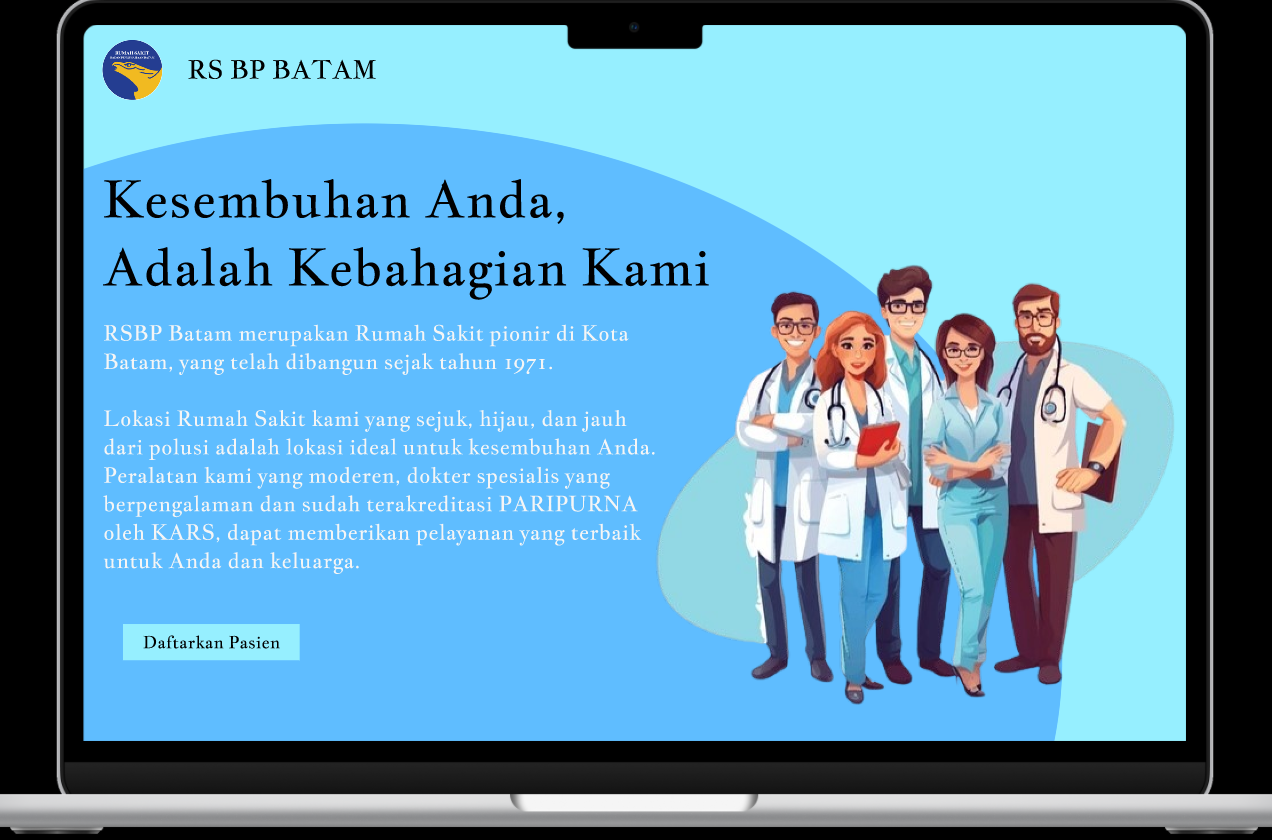 RUMAH SAKIT
RS BP BATAM
Kesembuhan Anda,
Adalah Kebahagian Kami
RSBP Batam merupakan Rumah Sakit pionir di Kota
Batam, yang telah dibangun sejak tahun 1971.
Lokasi Rumah Sakit kami yang sejuk, hijau, dan jauh
dari polusi adalah lokasi ideal untuk kesembuhan Anda.
Peralatan kami yang moderen, dokter spesialis yang
berpengalaman dan sudah terakreditasi PARIPURNA
oleh KARS, dapat memberikan pelayanan yang terbaik
untuk Anda dan keluarga.
Daftarkan Pasien